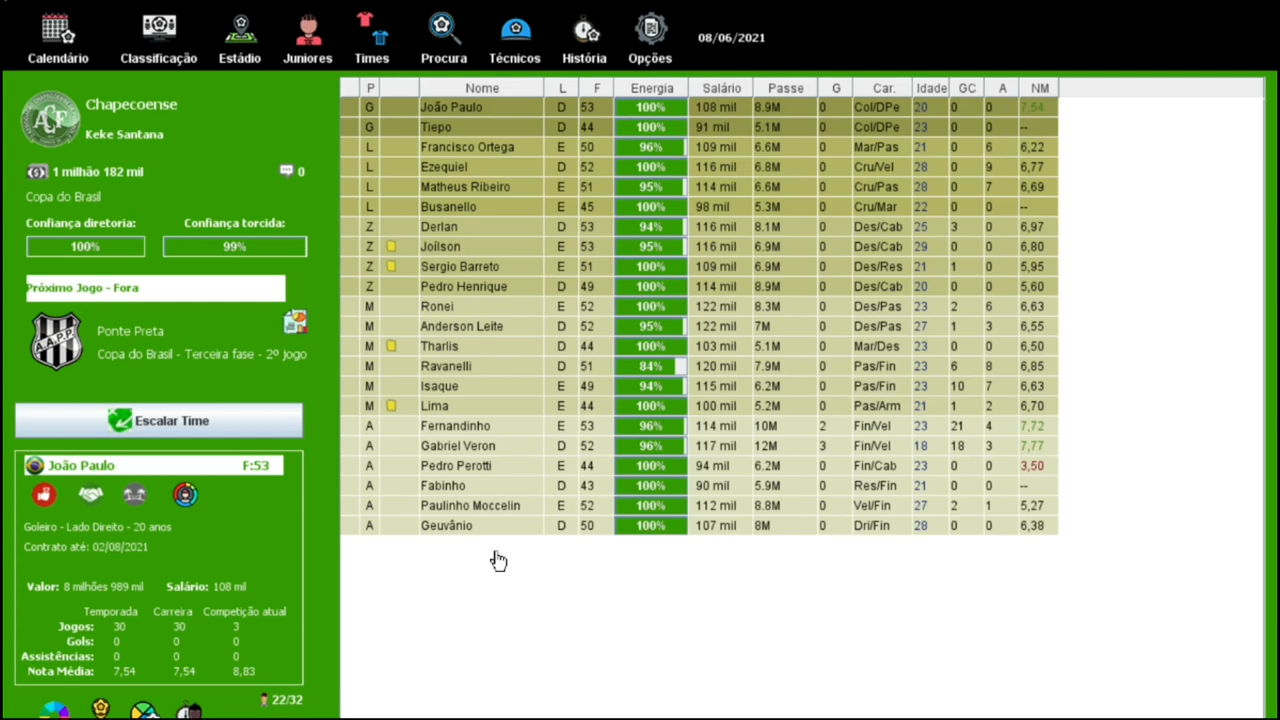 Calendário Classificação Estádio Juniores Times Procura Técnicos História Opções 08/06/2021
Chapecoense
Keke Santana
1 milhão 182 mil 0
Copa do Brasil
Confiança diretoria: Confiança torcida:
100% 99%
Próximo Jogo - Fora
A.A.P.P.
Ponte Preta
Copa do Brasil - Terceira fase - 2º jogo
Escalar Time
João Paulo F:53
Goleiro - Lado Direito - 20 anos
Contrato até: 02/08/2021
Valor: 8 milhões 989 mil Salário: 108 mil
Temporada Carreira Competição atual
Jogos: 30 30 3
Gols: 0 0 0
Assistências: 0 0 0
Nota Média: 7,54 7,54 8,83
22/32
P Nome L F Energia Salário Passe G Car. Idade GC A NM
G João Paulo D 53 100% 108 mil 8.9M 0 Col/DPe 20 0 0 7,54
G Tiepo D 44 100% 91 mil 5.1M 0 Col/DPe 23 0 0 --
L Francisco Ortega E 50 96% 109 mil 6.6M 0 Mar/Pas 21 0 6 6,22
L Ezequiel D 52 100% 116 mil 6.8M 0 Cru/Vel 28 0 9 6,77
L Matheus Ribeiro E 51 95% 114 mil 6.6M 0 Cru/Pas 28 0 7 6,69
L Busanello E 45 100% 98 mil 5.3M 0 Cru/Mar 22 0 0 --
Z Derlan D 53 94% 116 mil 8.1M 0 Des/Cab 25 3 0 6,97
Z Joílson E 53 95% 116 mil 6.9M 0 Des/Cab 29 0 0 6,80
Z Sergio Barreto E 51 100% 109 mil 6.9M 0 Des/Res 21 1 0 5,95
Z Pedro Henrique D 49 100% 114 mil 8.9M 0 Des/Cab 20 0 0 5,60
M Ronei E 52 100% 122 mil 8.3M 0 Des/Pas 23 2 6 6,63
M Anderson Leite D 52 95% 122 mil 7M 0 Des/Pas 27 1 3 6,55
M Tharlis D 44 100% 103 mil 5.1M 0 Mar/Des 23 0 0 6,50
M Ravanelli D 51 84% 120 mil 7.9M 0 Pas/Fin 23 6 8 6,85
M Isaque E 49 94% 115 mil 6.2M 0 Pas/Fin 23 10 7 6,63
M Lima E 44 100% 100 mil 5.2M 0 Pas/Arm 21 1 2 6,70
A Fernandinho E 53 96% 114 mil 10M 2 Fin/Vel 23 21 4 7,72
A Gabriel Veron D 52 96% 117 mil 12M 3 Fin/Vel 18 18 3 7,77
A Pedro Perotti E 44 100% 94 mil 6.2M 0 Fin/Cab 23 0 0 3,50
A Fabinho D 43 100% 90 mil 5.9M 0 Res/Fin 21 0 0 --
A Paulinho Moccelin E 52 100% 112 mil 8.8M 0 Vel/Fin 27 2 1 5,27
A Geuvânio D 50 100% 107 mil 8M 0 Dri/Fin 28 0 0 6,38